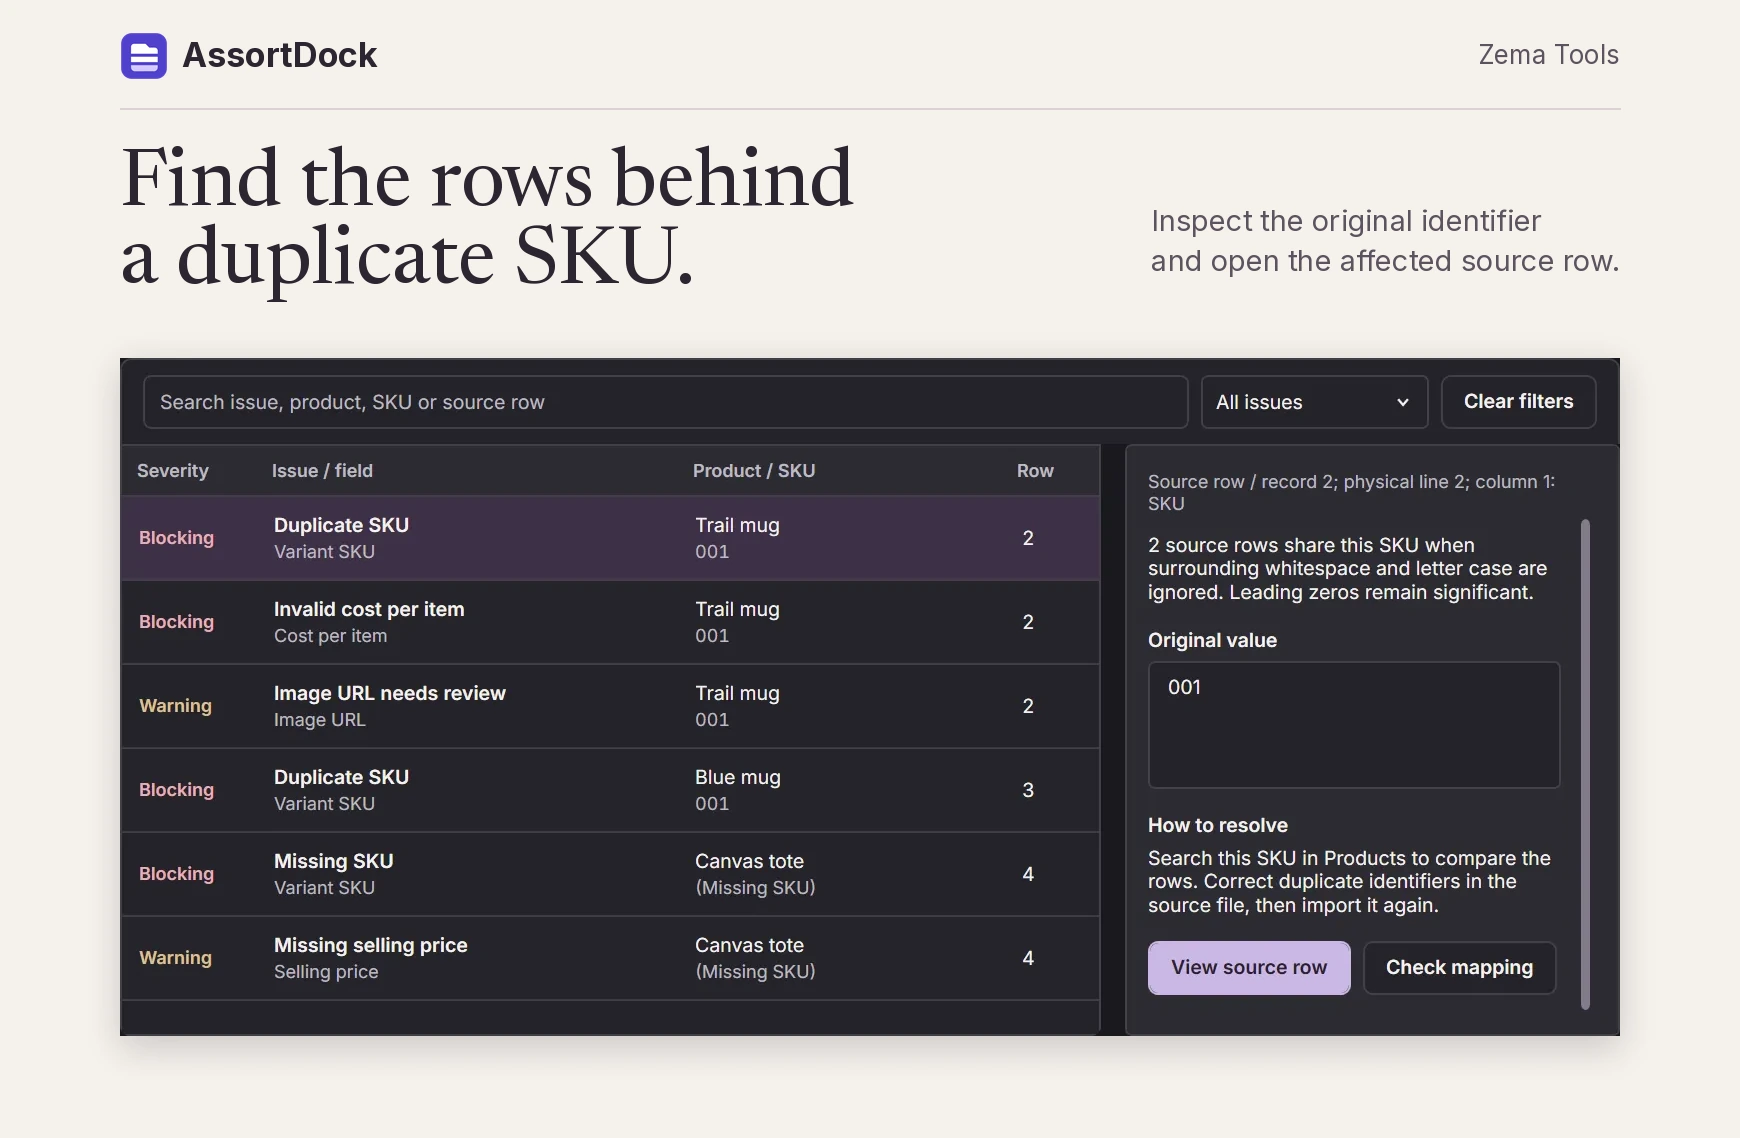 AssortDock
Zema Tools
Find the rows behind
a duplicate SKU.
Inspect the original identifier
and open the affected source row.
Search issue, product, SKU or source row
All issues
Clear filters
Severity
Issue / field
Product / SKU
Row
Blocking
Duplicate SKU
Variant SKU
Trail mug
001
2
Blocking
Invalid cost per item
Cost per item
Trail mug
001
2
Warning
Image URL needs review
Image URL
Trail mug
001
2
Blocking
Duplicate SKU
Variant SKU
Blue mug
001
3
Blocking
Missing SKU
Variant SKU
Canvas tote
(Missing SKU)
4
Warning
Missing selling price
Selling price
Canvas tote
(Missing SKU)
4
Source row / record 2; physical line 2; column 1:
SKU
2 source rows share this SKU when
surrounding whitespace and letter case are
ignored. Leading zeros remain significant.
Original value
001
How to resolve
Search this SKU in Products to compare the
rows. Correct duplicate identifiers in the
source file, then import it again.
View source row
Check mapping